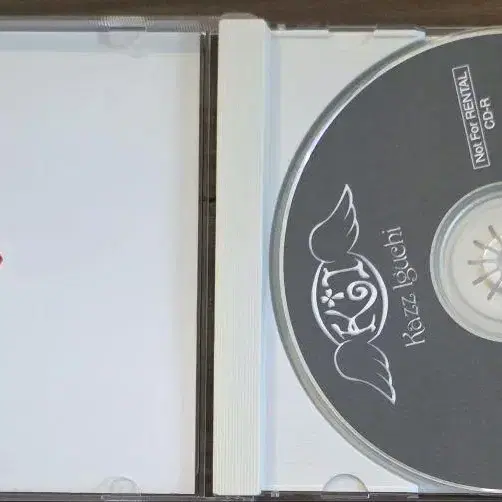 Not For RENTAL
CD-R
K I
Kazz Iguchi